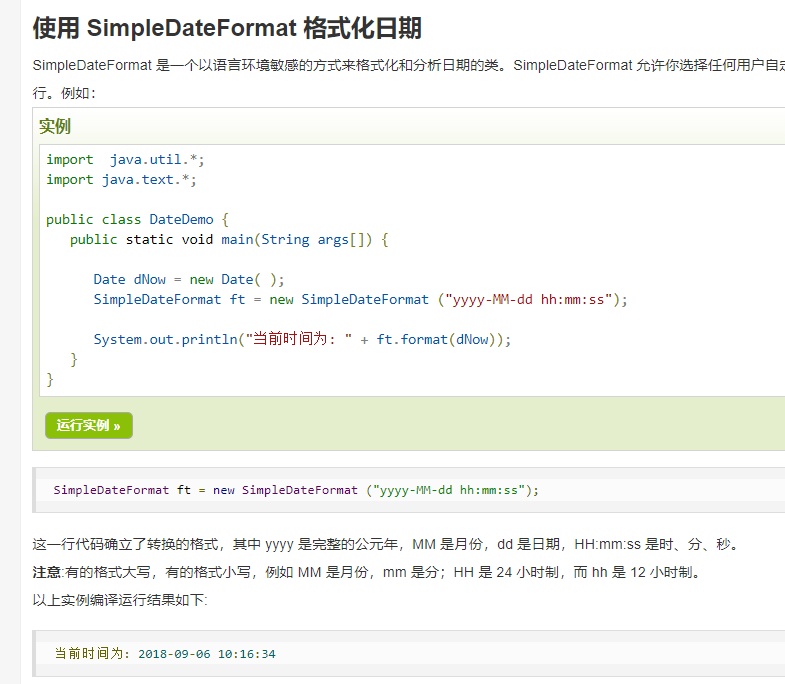 使用 SimpleDateFormat 格式化日期
SimpleDateFormat 是一个以语言环境敏感的方式来格式化和分析日期的类。SimpleDateFormat 允许你选择任何用户自定
行。例如：
实例
import  java.util.*;
import java.text.*;
public class DateDemo {
public static void main(String args[]) {
Date dNow = new Date( );
SimpleDateFormat ft = new SimpleDateFormat ("yyyy-MM-dd hh:mm:ss");
System.out.println("当前时间为: " + ft.format(dNow));
}
}
运行实例 »
SimpleDateFormat ft = new SimpleDateFormat ("yyyy-MM-dd hh:mm:ss");
这一行代码确立了转换的格式，其中 yyyy 是完整的公元年，MM 是月份，dd 是日期，HH:mm:ss 是时、分、秒。
注意:有的格式大写，有的格式小写，例如 MM 是月份，mm 是分；HH 是 24 小时制，而 hh 是 12 小时制。
以上实例编译运行结果如下:
当前时间为: 2018-09-06 10:16:34